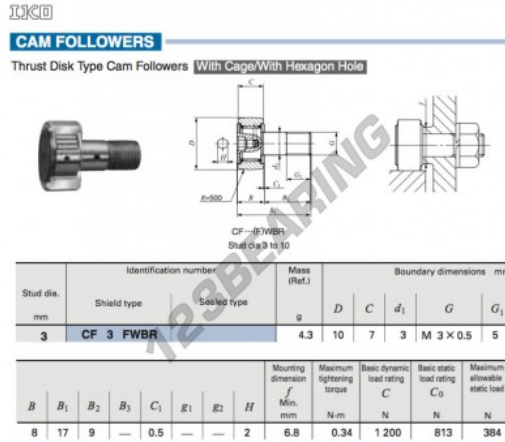 IKO
CAM FOLLOWERS
Thrust Disk Type Cam Followers With Cage/With Hexagon Hole
C
D
H
d1
G
G1
C1
R=500
B
B1
B2
f
CF…(F)WBR
Stud dia 3 to 10
123BEARING
Stud dia.
mm
Identification number
Shield type
Sealed type
Mass
(Ref.)
g
Boundary dimensions mm
D C d1 G G1
3 CF 3 FWBR 4.3 10 7 3 M 3×0.5 5
B B1 B2 B3 C1 g1 g2 H
Mounting
dimension
f
Min.
mm
Maximum
tightening
torque
N·m
Basic dynamic
load rating
C
N
Basic static
load rating
C0
N
Maximum
allowable
static load
N
8 17 9 — 0.5 — — 2 6.8 0.34 1 200 813 384